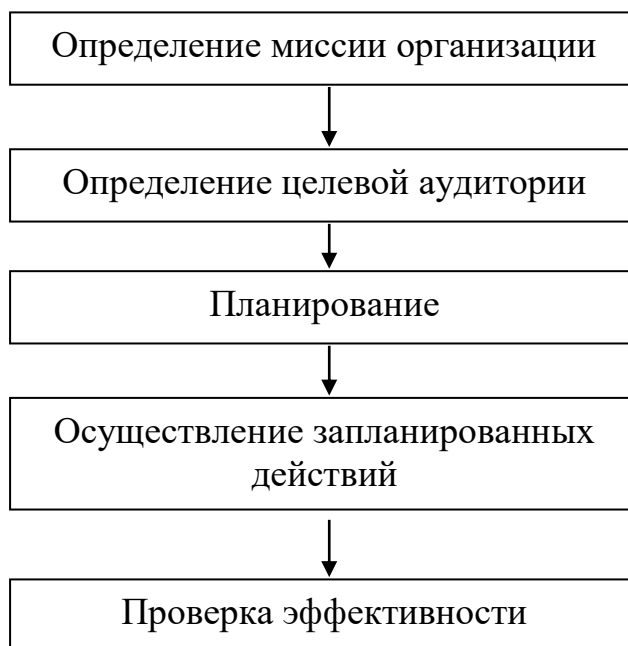 Определение миссии организации
Определение целевой аудитории
Планирование
Осуществление запланированных
действий
Проверка эффективности